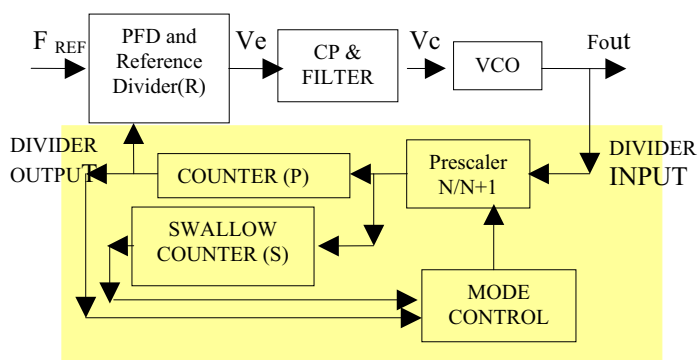 F REF
PFD and
Reference
Divider(R)
Ve
CP &
FILTER
Vc
VCO
Fout
DIVIDER
OUTPUT
COUNTER (P)
Prescaler
N/N+1
DIVIDER
INPUT
SWALLOW
COUNTER (S)
MODE
CONTROL